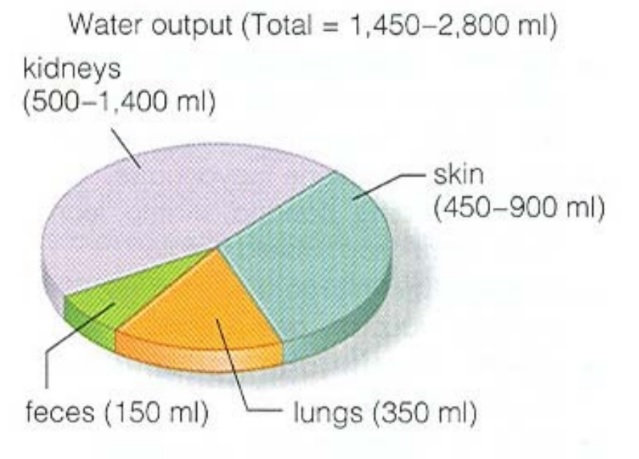 Water output (Total = 1,450–2,800 ml)
kidneys
(500–1,400 ml)
skin
(450–900 ml)
feces (150 ml)
lungs (350 ml)